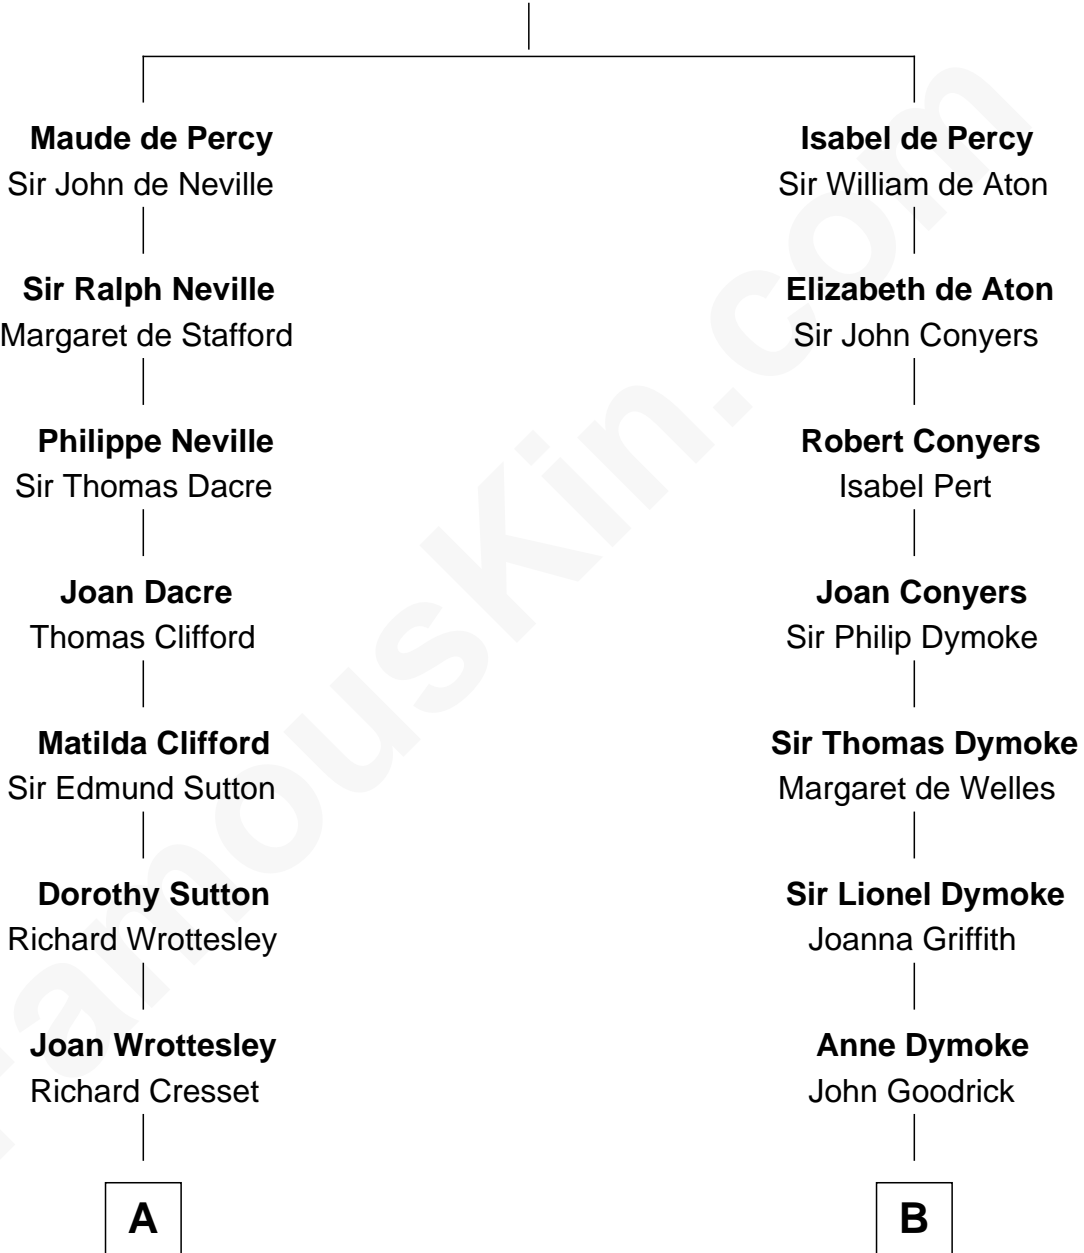 Maude de Percy
Sir John de Neville
Isabel de Percy
Sir William de Aton
Sir Ralph Neville
Margaret de Stafford
Elizabeth de Aton
Sir John Conyers
Philippe Neville
Sir Thomas Dacre
Robert Conyers
Isabel Pert
Joan Dacre
Thomas Clifford
Joan Conyers
Sir Philip Dymoke
Matilda Clifford
Sir Edmund Sutton
Sir Thomas Dymoke
Margaret de Welles
Dorothy Sutton
Richard Wrottesley
Sir Lionel Dymoke
Joanna Griffith
Joan Wrottesley
Richard Cresset
Anne Dymoke
John Goodrick
A
B
FamousKin.com